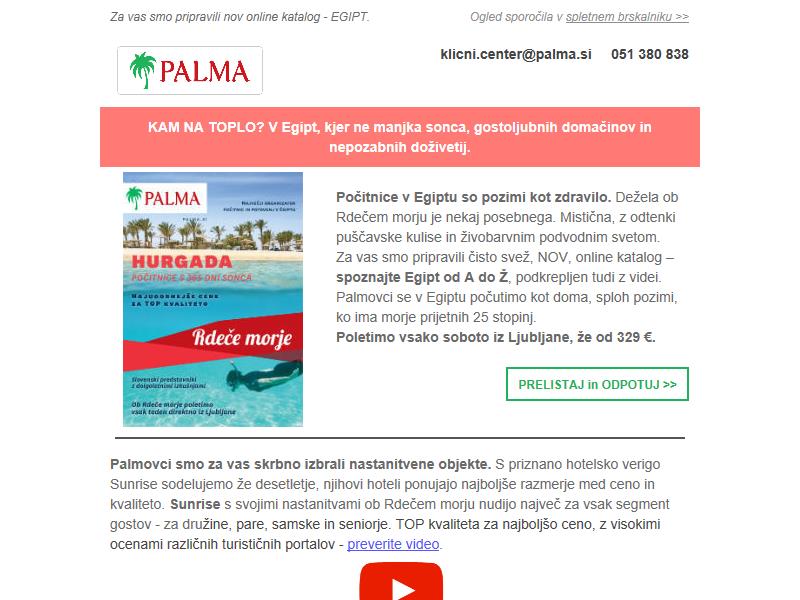 Za vas smo pripravili nov online katalog - EGIPT.
Ogled sporočila v spletnem brskalniku >>
PALMA
klicni.center@palma.si 051 380 838
KAM NA TOPLO? V Egipt, kjer ne manjka sonca, gostoljubnih domačinov in
nepozabnih doživetij.
PALMA
NAJVEČJI ORGANIZATOR
POČITNIC IN POTOVANJ V EGIPTU
PALMA.SI
HURGADA
POČITNICE S 365 DNI SONCA
NAJUGODNEJŠE CENE
ZA TOP KVALITETO
Rdeče morje
Slovenski predstavniki
z dolgoletnimi izkušnjami
Ob Rdeče morje poletimo
vsak teden direktno iz Ljubljane
Počitnice v Egiptu so pozimi kot zdravilo. Dežela ob
Rdečem morju je nekaj posebnega. Mistična, z odtenki
puščavske kulise in živobarvnim podvodnim svetom.
Za vas smo pripravili čisto svež, NOV, online katalog –
spoznajte Egipt od A do Ž, podkrepljen tudi z videi.
Palmovci se v Egiptu počutimo kot doma, sploh pozimi,
ko ima morje prijetnih 25 stopinj.
Poletimo vsako soboto iz Ljubljane, že od 329 €.
PRELISTAJ in ODPOTUJ >>
Palmovci smo za vas skrbno izbrali nastanitvene objekte. S priznano hotelsko verigo
Sunrise sodelujemo že desetletje, njihovi hoteli ponujajo najboljše razmerje med ceno in
kvaliteto. Sunrise s svojimi nastanitvami ob Rdečem morju nudijo največ za vsak segment
gostov - za družine, pare, samske in seniorje. TOP kvaliteta za najboljšo ceno, z visokimi
ocenami različnih turističnih portalov - preverite video.